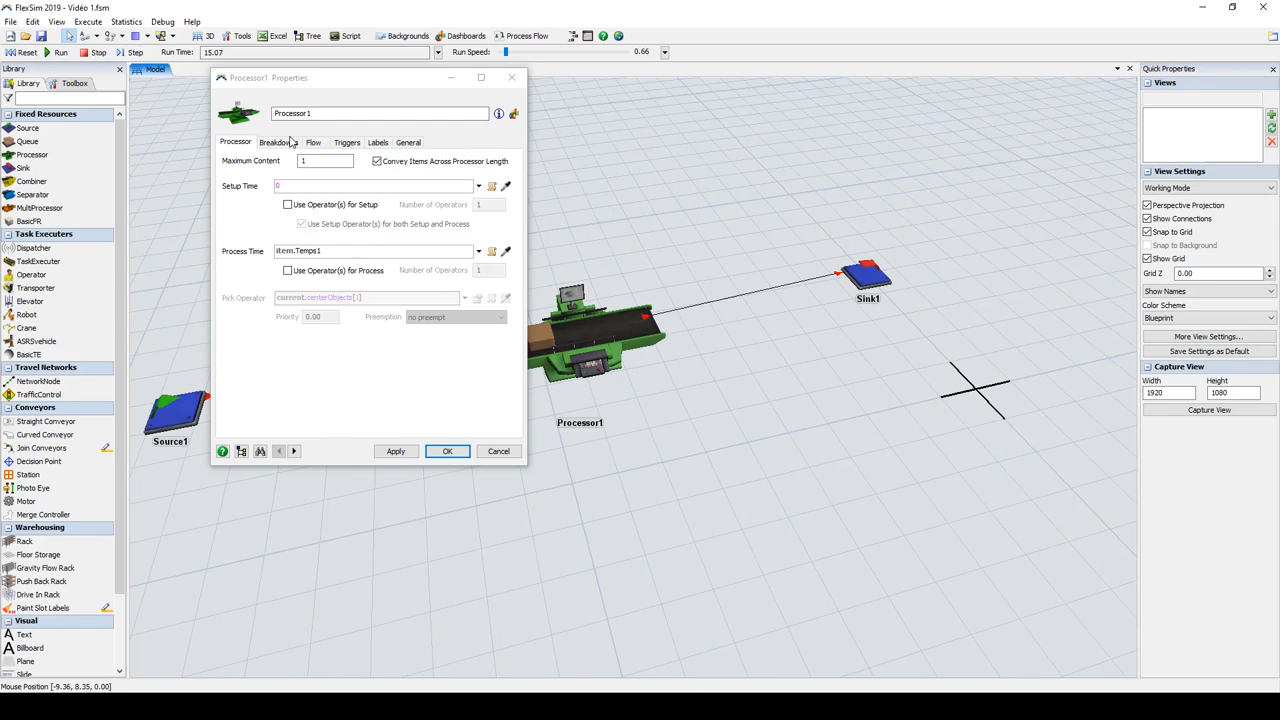 FlexSim 2019 - Vidéo 1.fsm
File Edit View Build Execute Statistics Debug Help
3D Tools Excel Tree Script Backgrounds Dashboards Process Flow
Reset Run Stop Step Run Time: 15.07 Run Speed: 0.66
Library
Library Toolbox
Fixed Resources
Source
Queue
Processor
Sink
Combiner
Separator
MultiProcessor
BasicFR
Task Executers
Dispatcher
TaskExecuter
Operator
Transporter
Elevator
Robot
Crane
ASRSvehicle
BasicTE
Travel Networks
NetworkNode
TrafficControl
Conveyors
Straight Conveyor
Curved Conveyor
Join Conveyors
Decision Point
Station
Photo Eye
Motor
Merge Controller
Warehousing
Rack
Floor Storage
Gravity Flow Rack
Push Back Rack
Drive In Rack
Paint Slot Labels
Visual
Text
Billboard
Plane
Slide
Mouse Position [-9.36, 8.35, 0.00]
Model
Processor1 Properties
Processor1
Processor Breakdowns Flow Triggers Labels General
Maximum Content 1 Convey Items Across Processor Length
Setup Time 0
Use Operator(s) for Setup Number of Operators 1
Use Setup Operator(s) for both Setup and Process
Process Time item.Temps1
Use Operator(s) for Process Number of Operators 1
Pick Operator current.centerObjects[1]
Priority 0.00 Preemption no preempt
Apply OK Cancel
Source1
Processor1
Sink1
Quick Properties
Views
View Settings
Working Mode
Perspective Projection
Show Connections
Snap to Grid
Snap to Background
Show Grid
Grid Z 0.00
Show Names
Color Scheme
Blueprint
More View Settings...
Save Settings as Default
Capture View
Width Height
1920 1080
Capture View